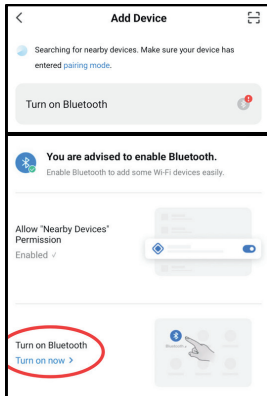 Add Device
Searching for nearby devices. Make sure your device has
entered pairing mode.
Turn on Bluetooth
You are advised to enable Bluetooth.
Enable Bluetooth to add some Wi-Fi devices easily.
Allow "Nearby Devices"
Permission
Enabled √
Turn on Bluetooth
Turn on now >